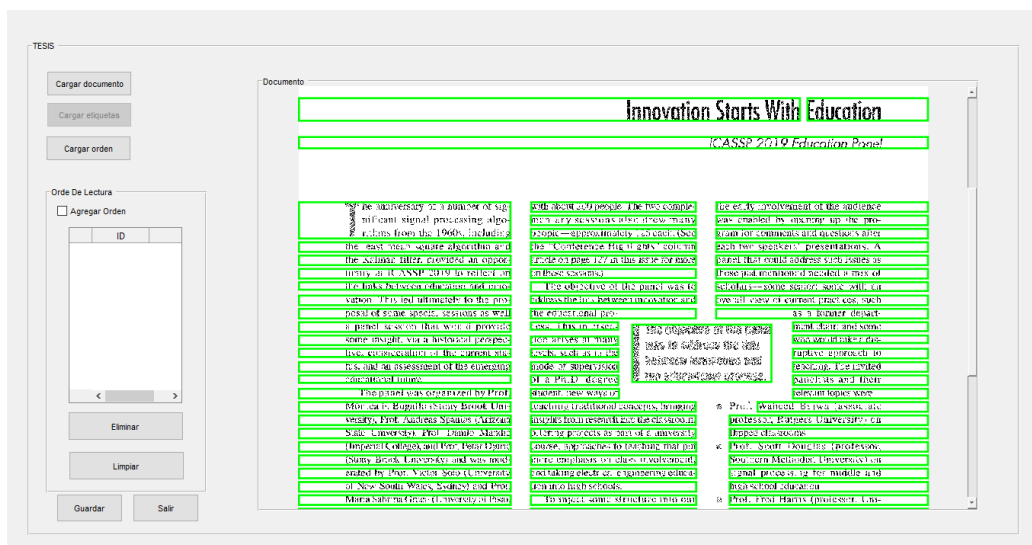 TESIS
Cargar documento
Cargar etiquetas
Cargar orden
Orde De Lectura
Agregar Orden
ID
Eliminar
Limpiar
Guardar
Salir
Documento
Innovation Starts With Education
ICASSP 2019 Education Panel
he anniversary of a number of sig-
nificant signal processing algo-
rithms from the 1960s, including
the least mean square algorithm and
the Kalman filter, provided an oppor-
tunity at ICASSP 2019 to reflect on
the links between education and inno-
vation. This led ultimately to the pro-
posal of some special sessions as well
a panel session that would provide
some insight, via a historical perspec-
tive, consideration of the current sta-
tus, and an assessment of the emerging
educational future.
The panel was organized by Prof.
Monica F. Bugallo (Stony Brook Uni-
versity), Prof. Andreas Spanias (Arizona
State University), Prof. Danilo Mandic
(Imperial College), and Prof. Petar Djuric
(Stony Brook University) and was mod-
erated by Prof. Victor Solo (University
of New South Wales, Sydney) and Prof.
Maria Sabrina Greco (University of Pisa),
with about 300 people. The two comple-
mentary sessions also drew many
people—approximately each. (See
the "Conference Highlights" column
article on page 127 in this issue for more
on these sessions.)
The objective of the panel was to
address the links between innovation and
the educational pro-
cess. This interac-
tion arises at many
levels, such as in the
mode of supervision
of a Ph.D. degree
student, new ways of
teaching traditional concepts, bringing
insights from research into the classroom,
offering projects as part of a university
course, approaches to teaching that put
more emphasis on class involvement,
and taking electrical engineering educa-
tion into high schools.
To inject some structure into our
The objective of the panel
was to address the link
between innovation and
the educational process.
the early involvement of the audience
was enabled by opening up the pro-
gram for comments and questions after
each two speakers' presentations. A
panel that could address such issues as
those just mentioned needed a mix of
scholars—some senior, some with an
overall view of current practices, such
as a former depart-
ment chair, and some
who would take a dis-
ruptive approach to
teaching. The invited
panelists and their
relevant topics were
Prof. Waheed Bajwa (associate
professor, Rutgers University) on
flipped classrooms
Prof. Scott Douglas (professor,
Southern Methodist University) on
signal processing for middle and
high school education
Prof. Fred Harris (professor, Uni-